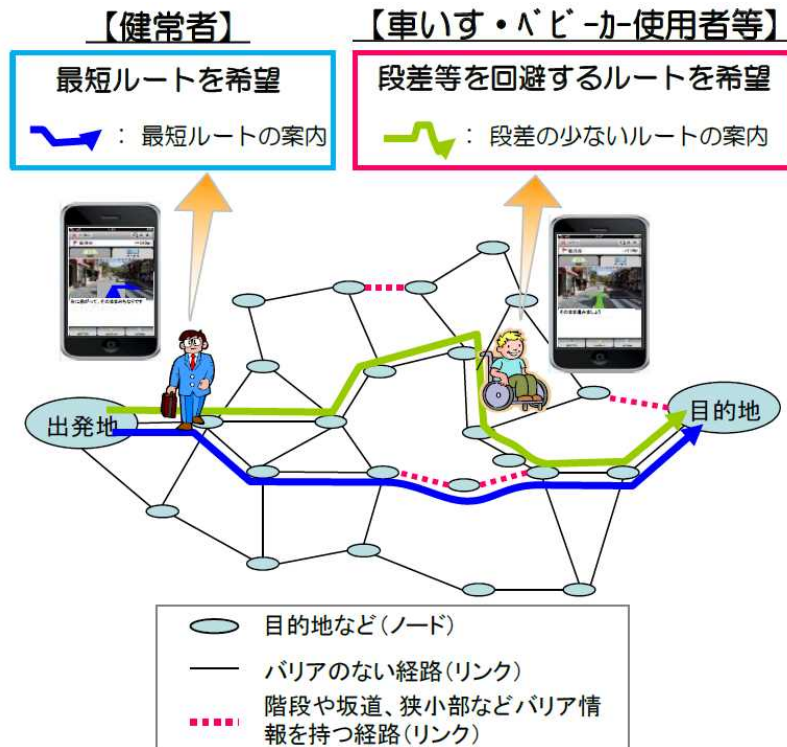 【健常者】
【車いす・ﾍﾞﾋﾞｰｶｰ使用者等】
最短ルートを希望
：最短ルートの案内
段差等を回避するルートを希望
：段差の少ないルートの案内
出発地
目的地
目的地など（ノード）
バリアのない経路（リンク）
階段や坂道、狭小部などバリア情
報を持つ経路（リンク）